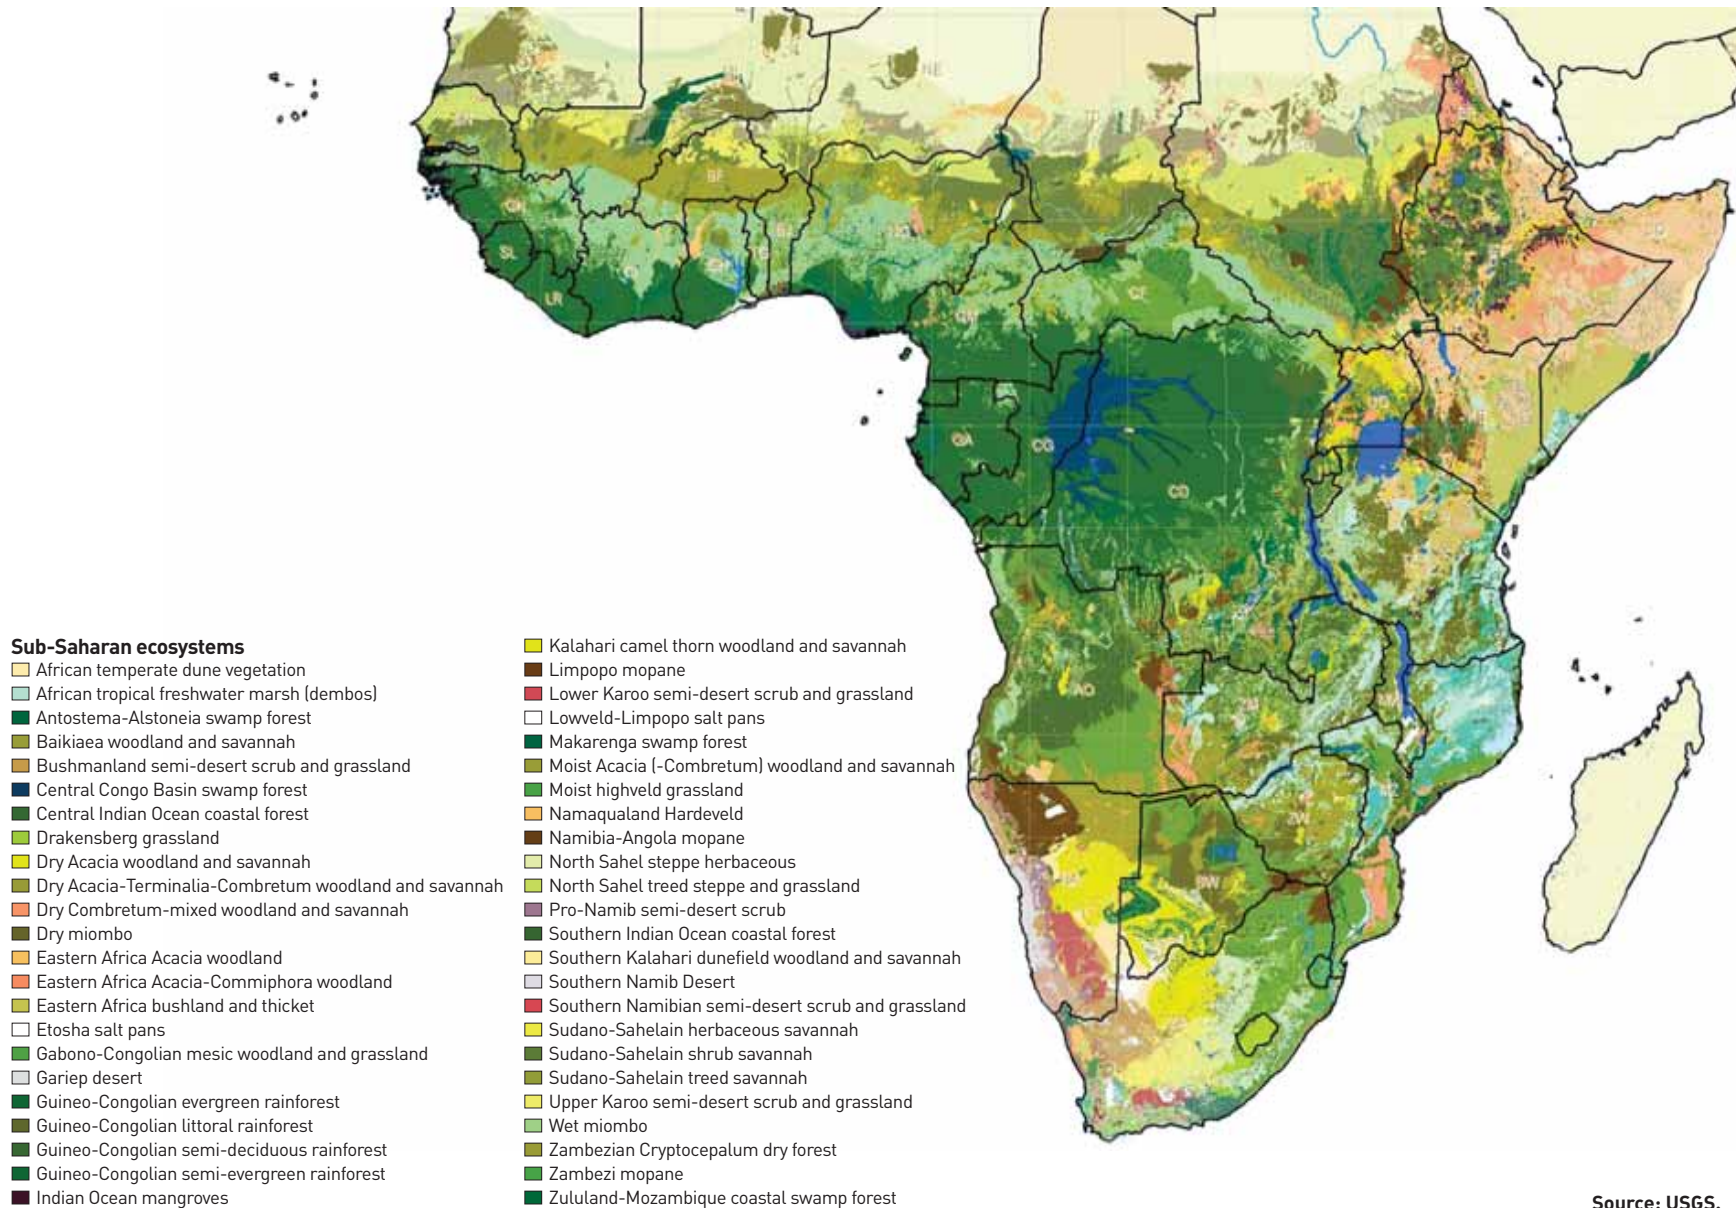 BF
SL
LR
CF
GA
CG
CD
AO
ZW
BW
Sub-Saharan ecosystems
African temperate dune vegetation
African tropical freshwater marsh (dembos)
Antostema-Alstoneia swamp forest
Baikiaea woodland and savannah
Bushmanland semi-desert scrub and grassland
Central Congo Basin swamp forest
Central Indian Ocean coastal forest
Drakensberg grassland
Dry Acacia woodland and savannah
Dry Acacia-Terminalia-Combretum woodland and savannah
Dry Combretum-mixed woodland and savannah
Dry miombo
Eastern Africa Acacia woodland
Eastern Africa Acacia-Commiphora woodland
Eastern Africa bushland and thicket
Etosha salt pans
Gabono-Congolian mesic woodland and grassland
Gariep desert
Guineo-Congolian evergreen rainforest
Guineo-Congolian littoral rainforest
Guineo-Congolian semi-deciduous rainforest
Guineo-Congolian semi-evergreen rainforest
Indian Ocean mangroves
Kalahari camel thorn woodland and savannah
Limpopo mopane
Lower Karoo semi-desert scrub and grassland
Lowveld-Limpopo salt pans
Makarenga swamp forest
Moist Acacia (-Combretum) woodland and savannah
Moist highveld grassland
Namaqualand Hardeveld
Namibia-Angola mopane
North Sahel steppe herbaceous
North Sahel treed steppe and grassland
Pro-Namib semi-desert scrub
Southern Indian Ocean coastal forest
Southern Kalahari dunefield woodland and savannah
Southern Namib Desert
Southern Namibian semi-desert scrub and grassland
Sudano-Sahelain herbaceous savannah
Sudano-Sahelain shrub savannah
Sudano-Sahelain treed savannah
Upper Karoo semi-desert scrub and grassland
Wet miombo
Zambezian Cryptocepalum dry forest
Zambezi mopane
Zululand-Mozambique coastal swamp forest
Source: USGS.